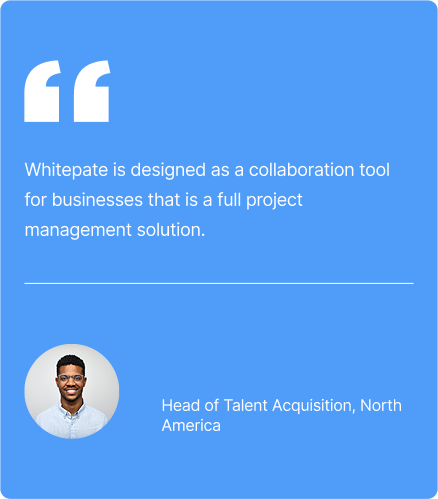 Whitepate is designed as a collaboration tool
for businesses that is a full project
management solution.
Head of Talent Acquisition, North
America